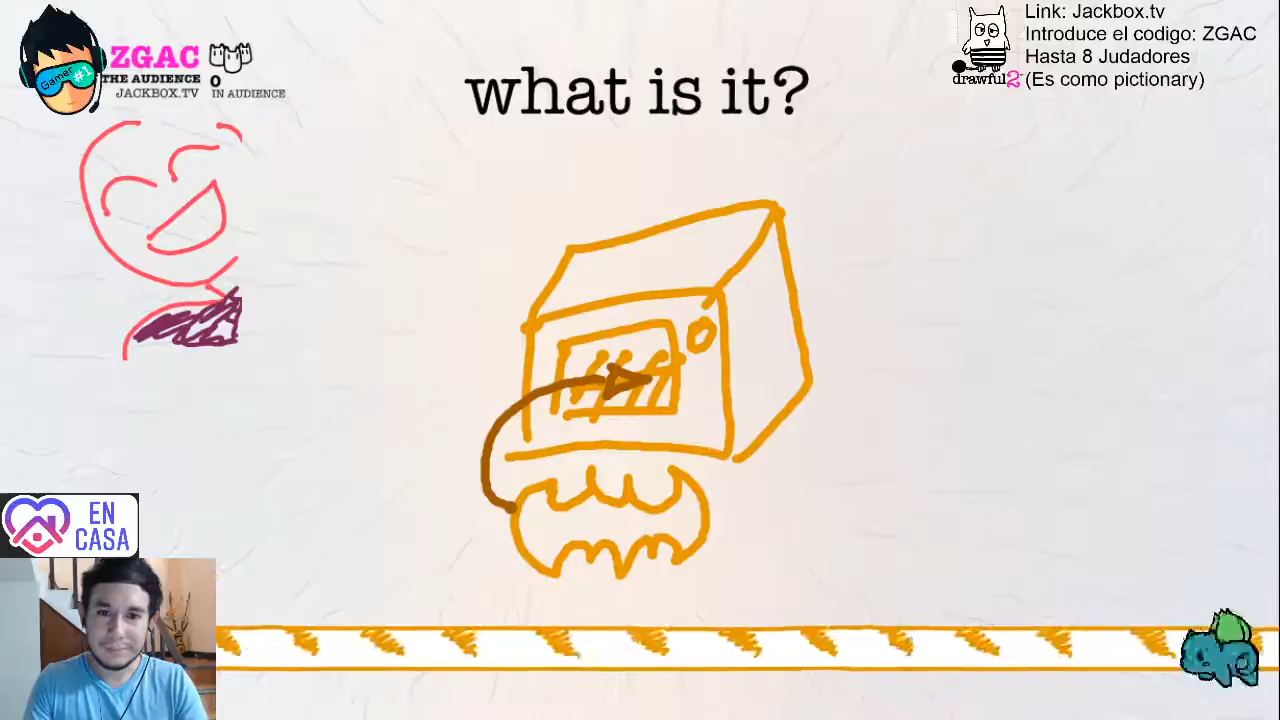 Gamer #1
ZGAC
THE AUDIENCE
JACKBOX.TV
0
IN AUDIENCE
what is it?
drawful2
Link: Jackbox.tv
Introduce el codigo: ZGAC
Hasta 8 Judadores
(Es como pictionary)
EN
CASA